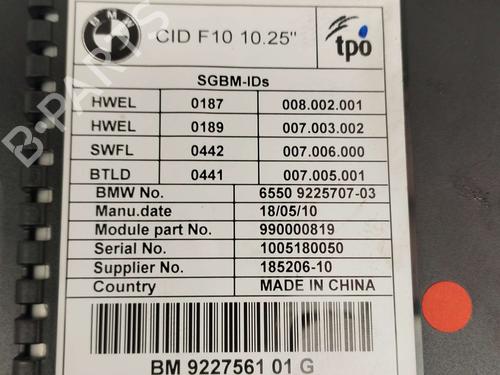 BMW
CID F10 10.25"
tpo
SGBM-IDs
HWEL 0187 008.002.001
HWEL 0189 007.003.002
SWFL 0442 007.006.000
BTLD 0441 007.005.001
BMW No. 6550 9225707-03
Manu.date 18/05/10
Module part No. 990000819
Serial No. 1005180050
Supplier No. 185206-10
Country MADE IN CHINA
BM 9227561 01 G
B-PARTS